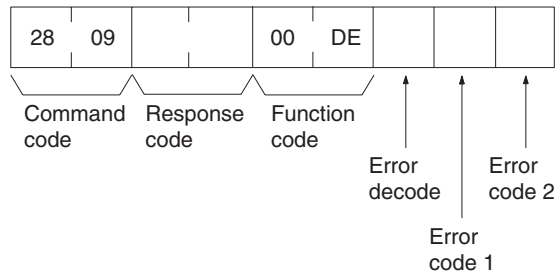 28 09 00 DE
Command code
Response code
Function code
Error decode
Error code 1
Error code 2